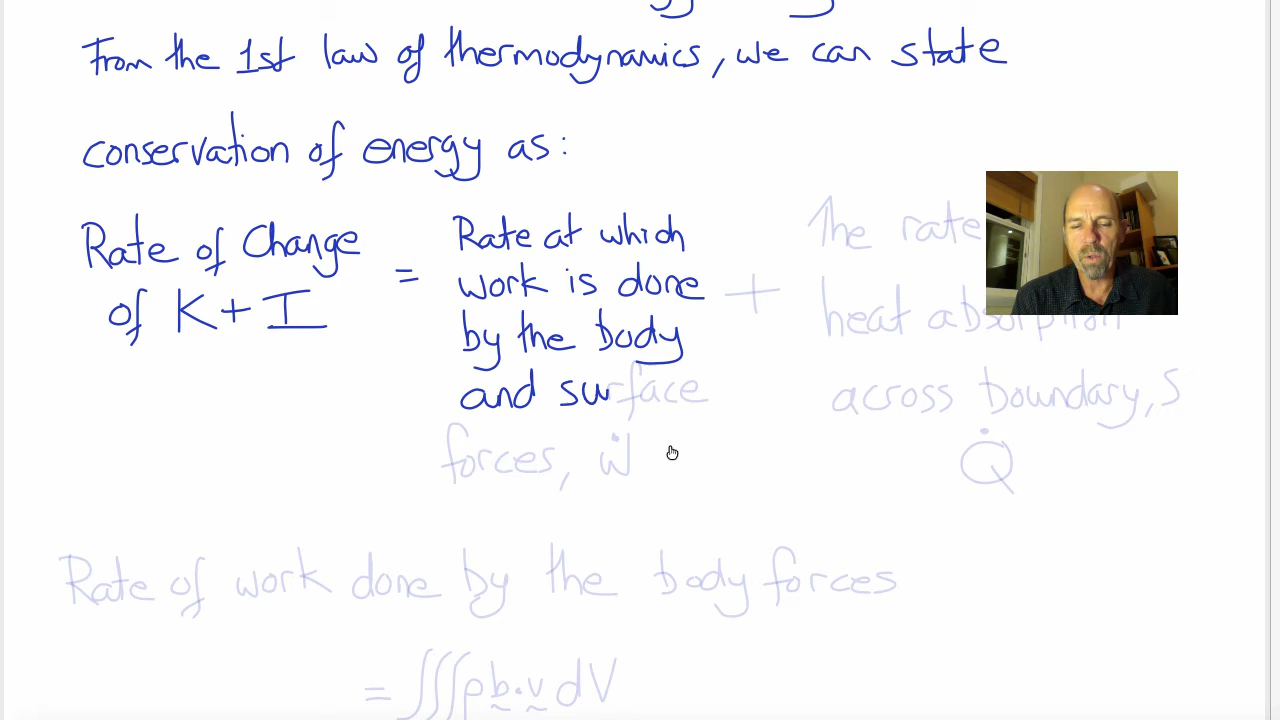 From the 1st law of thermodynamics, we can state
conservation of energy as:
Rate of Change
of K + I
=
Rate at which
work is done
by the body
and surface
forces, Ẇ
+
The rate
heat absorption
across boundary, S
Q̇
Rate of work done by the body forces
= ∭ρb·v dV